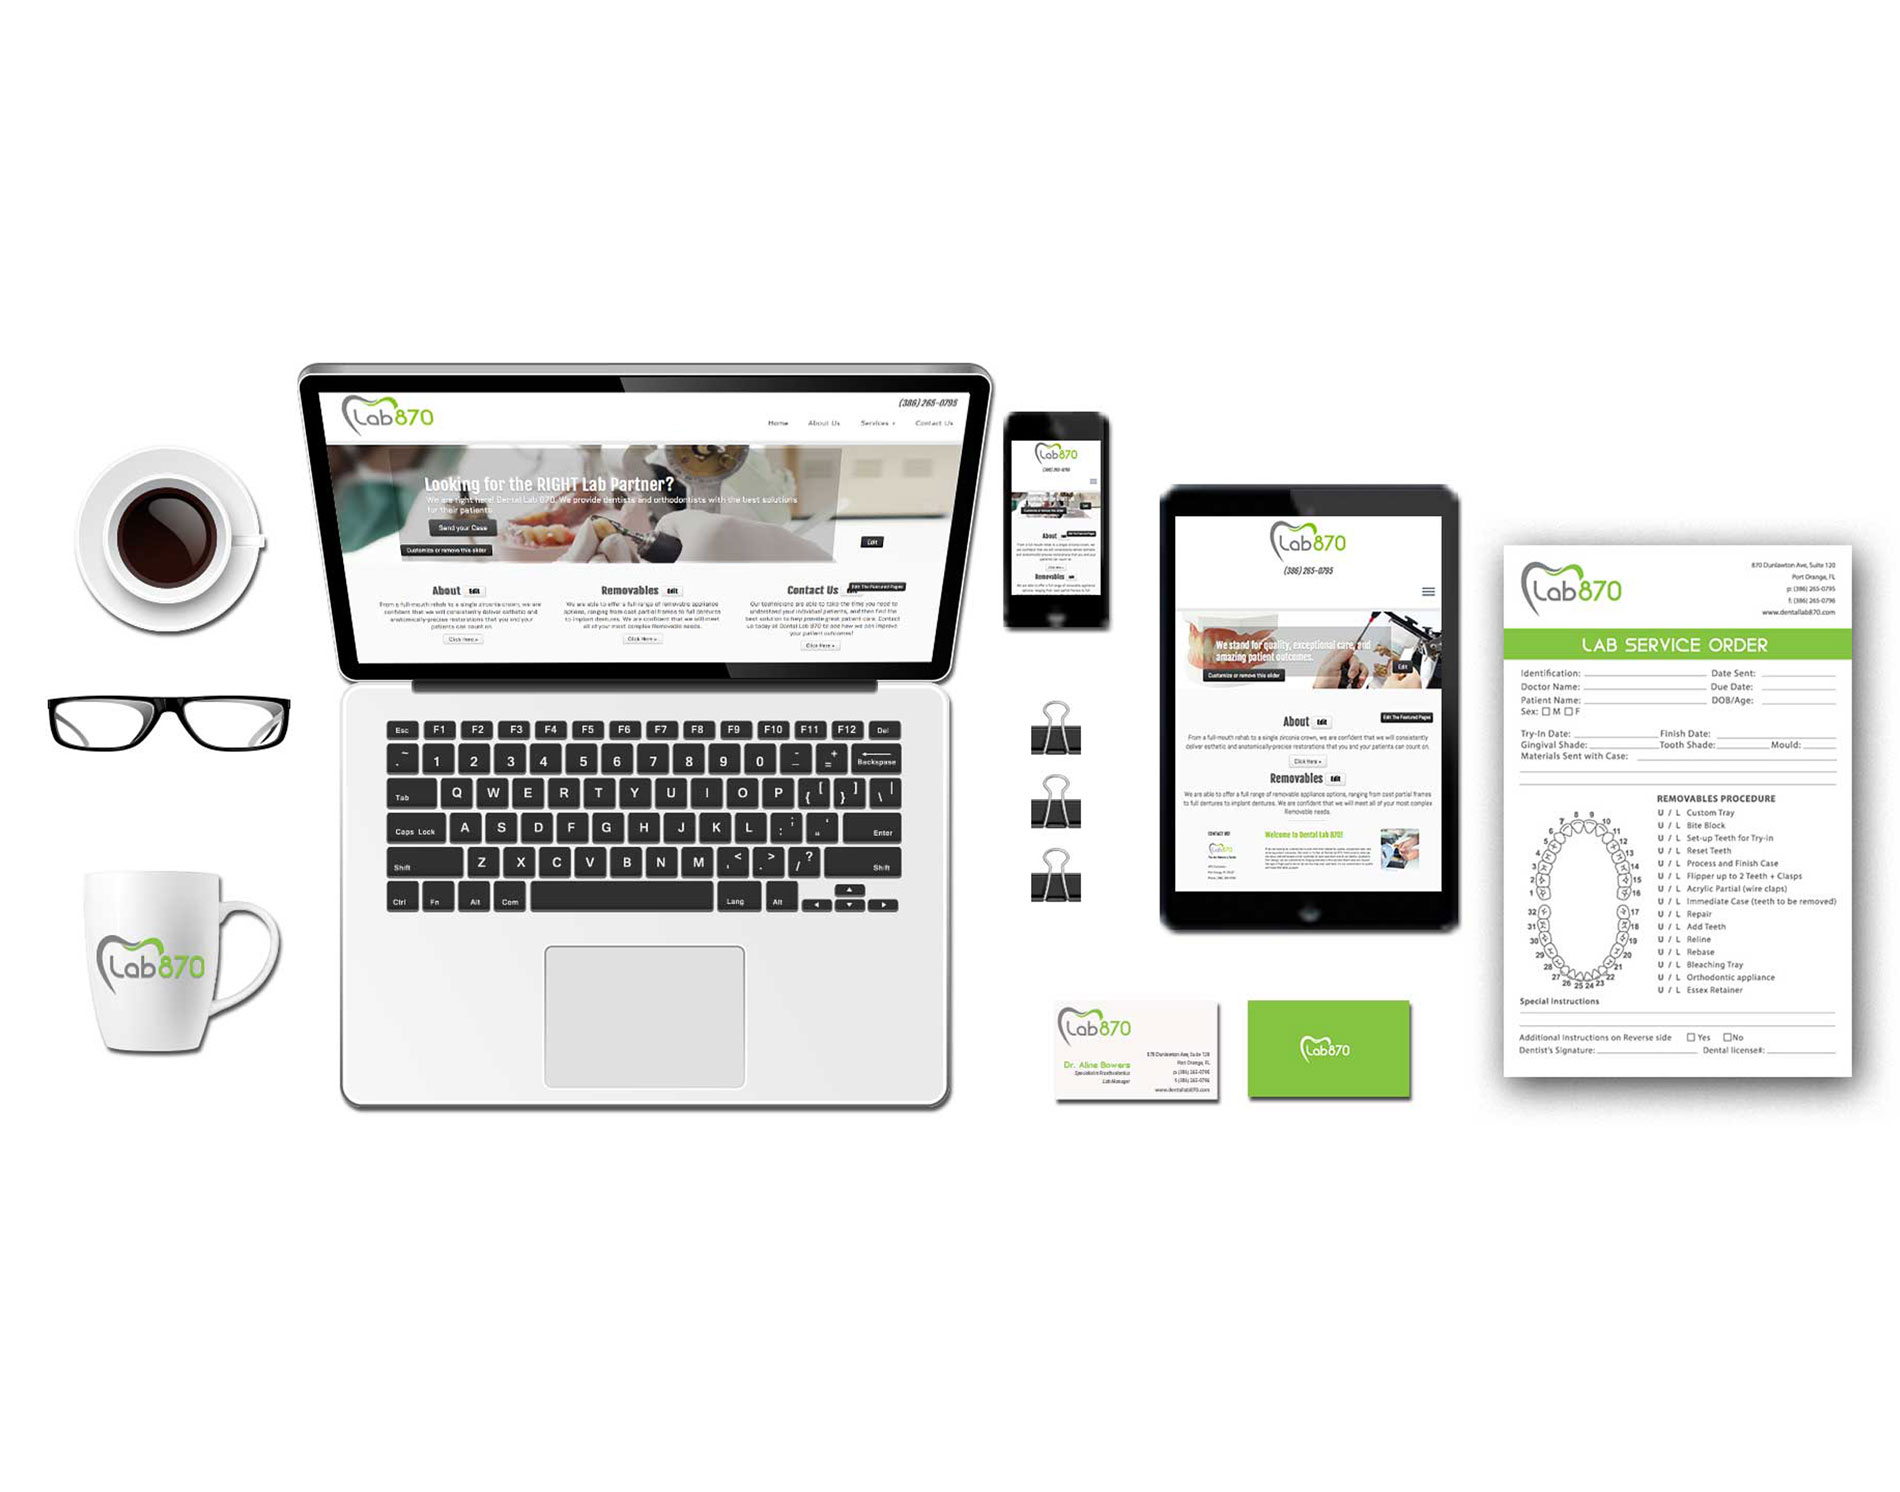 Lab870
(386) 265-0795
Home About Us Services Contact Us
Looking for the RIGHT Lab Partner?
We are right here! Dental Lab 870. We provide dentists and orthodontists with the best solutions
for their patients
Send your Case
Customize or remove this slider
Edit
About Edit
From a full-mouth rehab to a single zirconia crown, we are
confident that we will consistently deliver esthetic and
anatomically-precise restorations that you and your
patients can count on.
Click Here »
Removables Edit
We are able to offer a full range of removable appliance
options, ranging from cast partial frames to full dentures
to implant dentures. We are confident that we will meet
all of your most complex Removable needs.
Click Here »
Contact Us Edit The Featured Pages
Our technicians are able to take the time you need to
understand your individual patients, and then find the
best solution to help provide great patient care. Contact
us today at Dental Lab 870 to see how we can improve
your patient outcomes!
Click Here »
Esc F1 F2 F3 F4 F5 F6 F7 F8 F9 F10 F11 F12 Del
~ . 1 2 3 4 5 6 7 8 9 0 - _ + = Backspase
Tab Q W E R T Y U I O P { [ } ] \ |
Caps Lock A S D F G H J K L : ; " ' Enter
Shift Z X C V B N M , < . > / ? Shift
Ctrl Fn Alt Com Lang Alt
Lab870
Lab870
(386) 265-0795
Customize or remove this slider
Edit
About Edit The Featured Pages
Click Here »
Removables Edit
Lab870
(386) 265-0795
We stand for quality, exceptional care, and
amazing patient outcomes.
Customize or remove this slider
Edit
About Edit
Edit The Featured Pages
From a full-mouth rehab to a single zirconia crown, we are confident that we will consistently
deliver esthetic and anatomically-precise restorations that you and your patients can count on.
Click Here »
Removables Edit
We are able to offer a full range of removable appliance options, ranging from cast partial frames
to full dentures to implant dentures. We are confident that we will meet all of your most complex
Removable needs.
CONTACT US!
Lab870
Welcome to Dental Lab 870!
Lab870
Dr. Aline Bowers
Specialist in Prosthodontics
Lab Manager
870 Dunlawton Ave, Suite 120
Port Orange, FL
p: (386) 265-0795
f: (386) 265-0796
www.dentallab870.com
Lab870
Lab870
870 Dunlawton Ave, Suite 120
Port Orange, FL
p: (386) 265-0795
f: (386) 265-0796
www.dentallab870.com
LAB SERVICE ORDER
Identification: Date Sent:
Doctor Name: Due Date:
Patient Name: DOB/Age:
Sex: M F
Try-In Date: Finish Date:
Gingival Shade: Tooth Shade: Mould:
Materials Sent with Case:
1 2 3 4 5 6 7 8 9 10 11 12 13 14 15 16
32 31 30 29 28 27 26 25 24 23 22 21 20 19 18 17
REMOVABLES PROCEDURE
U / L Custom Tray
U / L Bite Block
U / L Set-up Teeth for Try-in
U / L Reset Teeth
U / L Process and Finish Case
U / L Flipper up to 2 Teeth + Clasps
U / L Acrylic Partial (wire claps)
U / L Immediate Case (teeth to be removed)
U / L Repair
U / L Add Teeth
U / L Reline
U / L Rebase
U / L Bleaching Tray
U / L Orthodontic appliance
U / L Essex Retainer
Special Instructions
Additional Instructions on Reverse side Yes No
Dentist's Signature: Dental license#: